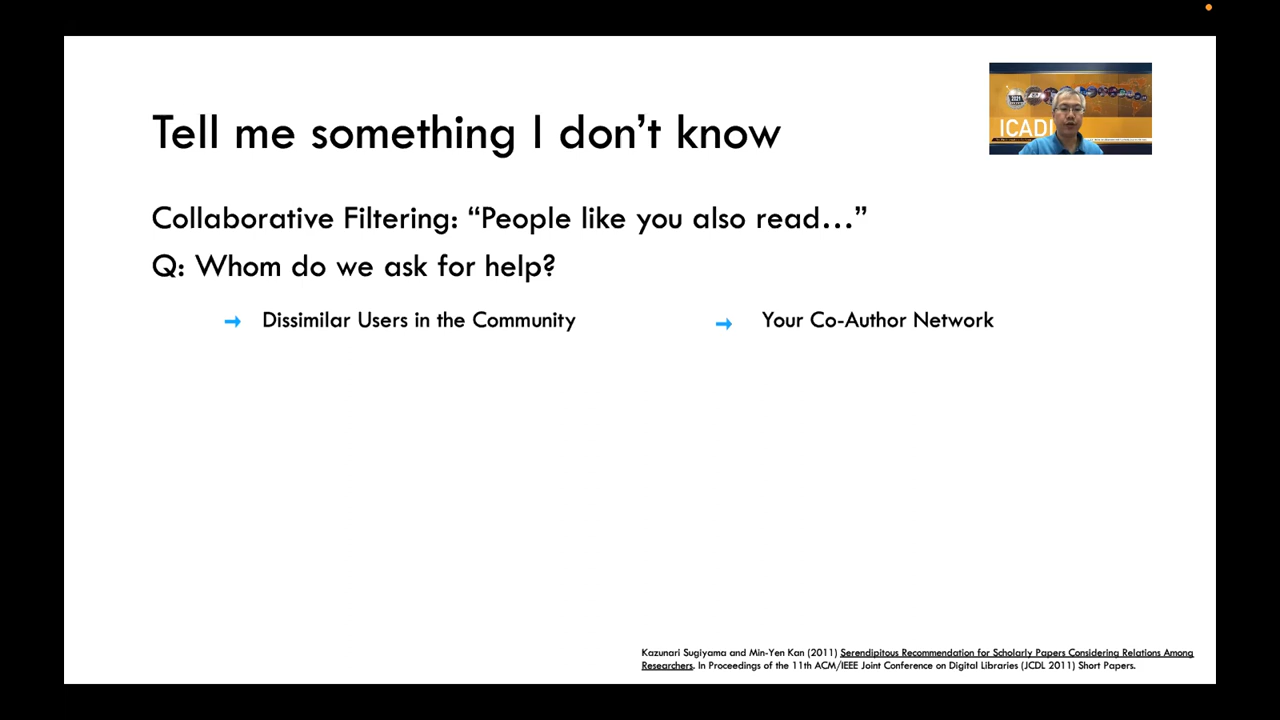 Tell me something I don't know
ICADL
Collaborative Filtering: “People like you also read...”
Q: Whom do we ask for help?
→ Dissimilar Users in the Community
→ Your Co-Author Network
Kazunari Sugiyama and Min-Yen Kan (2011) Serendipitous Recommendation for Scholarly Papers Considering Relations Among
Researchers. In Proceedings of the 11th ACM/IEEE Joint Conference on Digital Libraries (JCDL 2011) Short Papers.